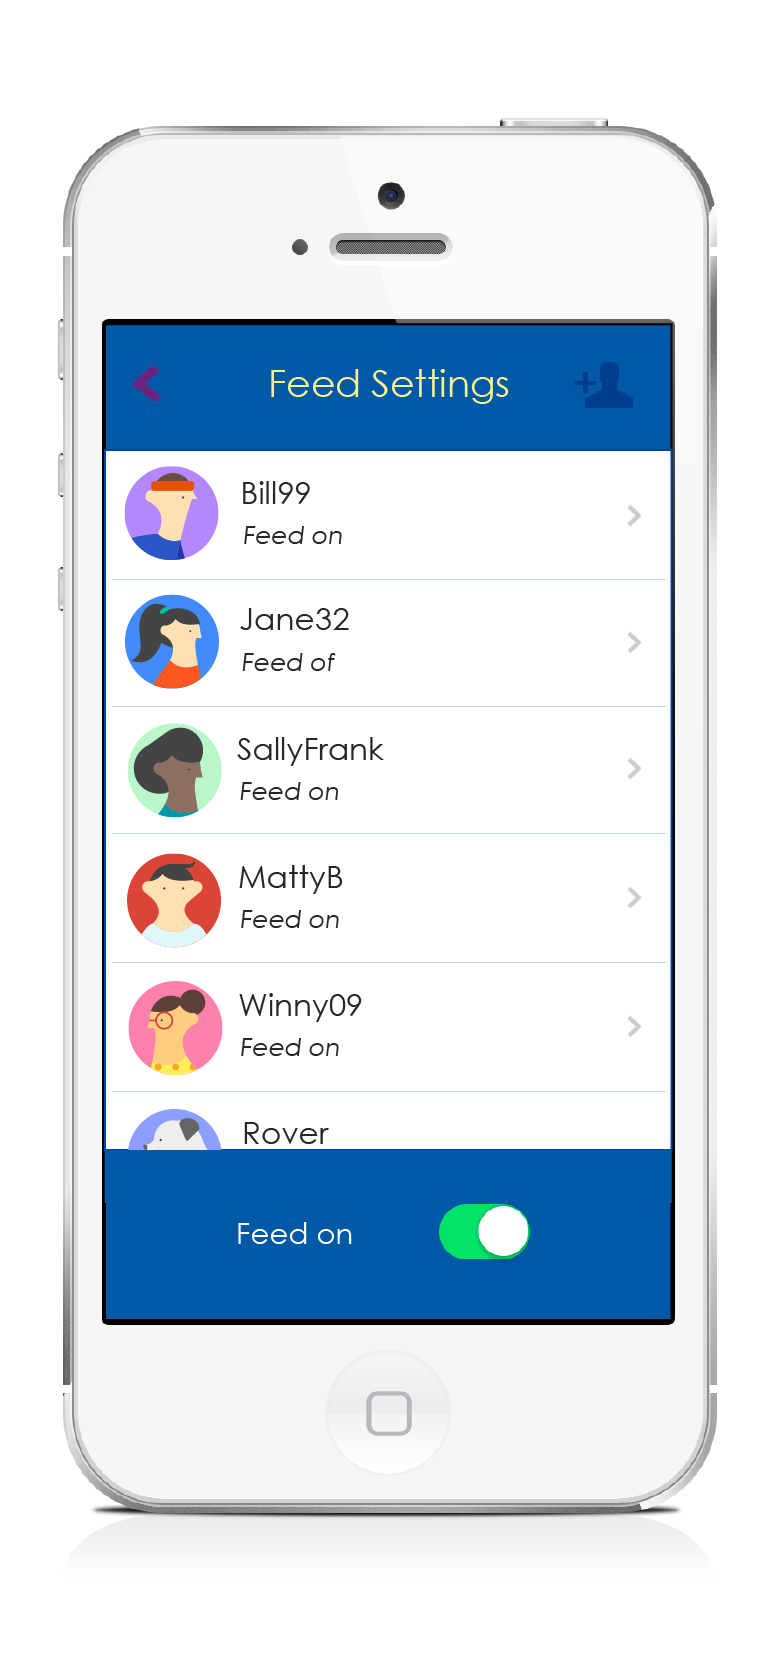 Feed Settings
Bill99
Feed on
Jane32
Feed of
SallyFrank
Feed on
MattyB
Feed on
Winny09
Feed on
Rover
Feed on